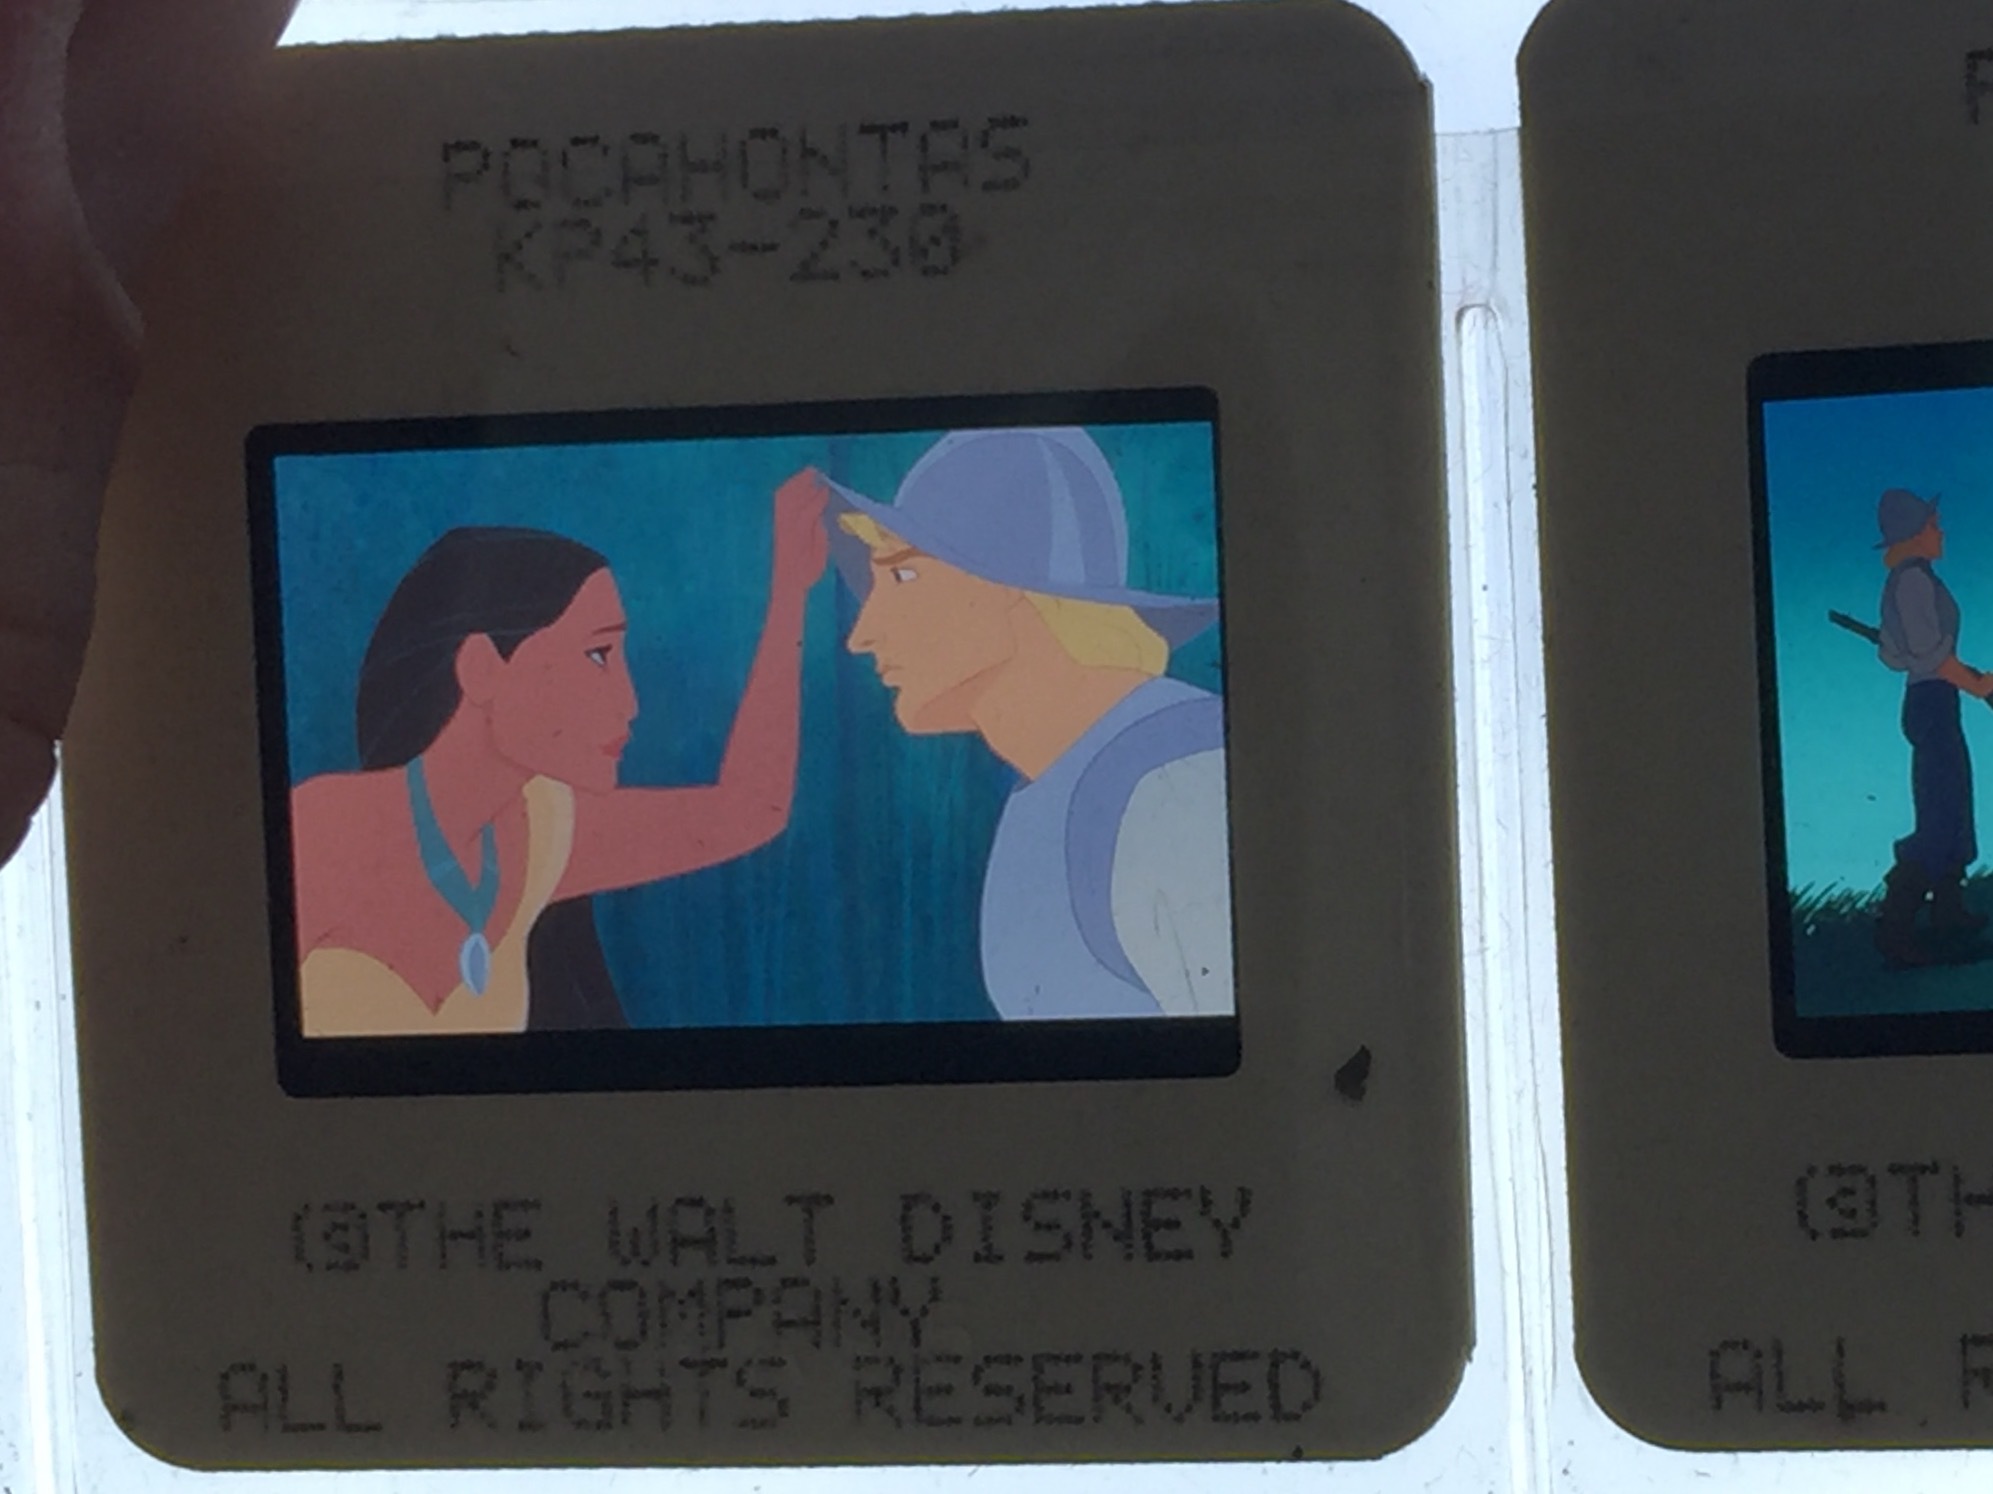 POCAHONTAS
KP43-230
©THE WALT DISNEY
COMPANY
ALL RIGHTS RESERVED
©TH
ALL R